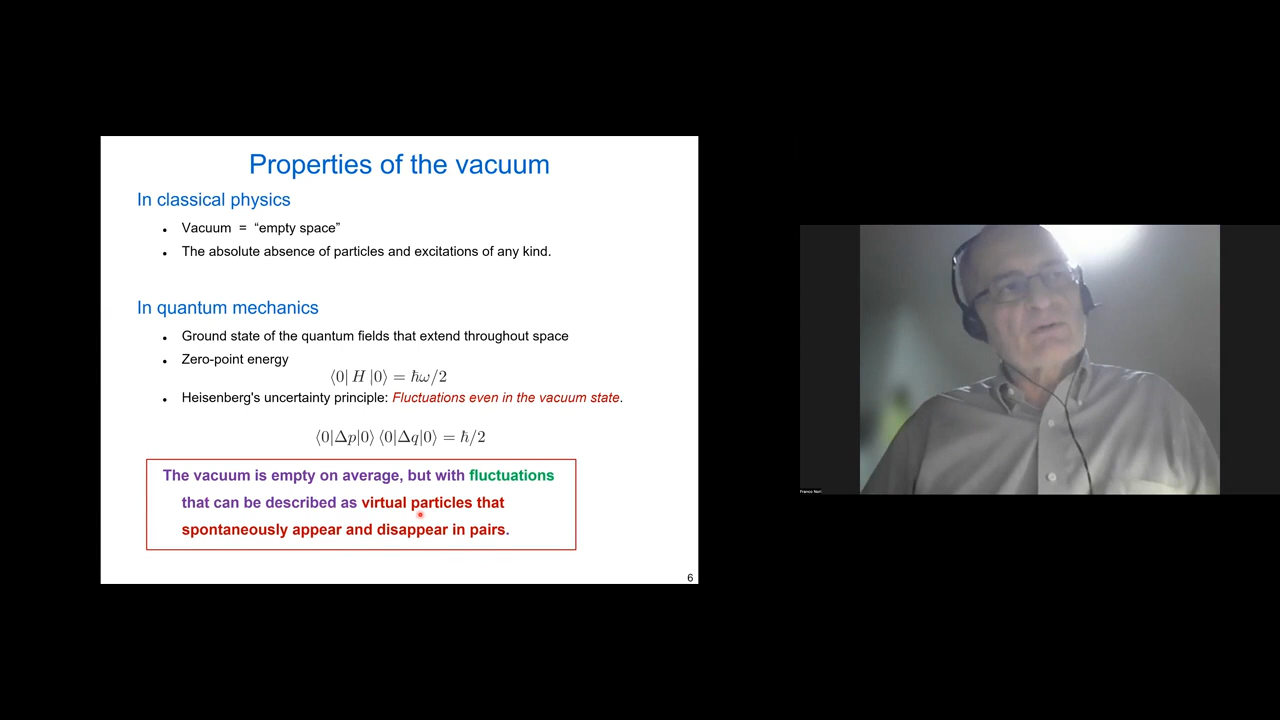 Properties of the vacuum
In classical physics
• Vacuum = “empty space”
• The absolute absence of particles and excitations of any kind.
In quantum mechanics
• Ground state of the quantum fields that extend throughout space
• Zero-point energy
⟨0| H |0⟩ = ℏω/2
• Heisenberg's uncertainty principle: Fluctuations even in the vacuum state.
⟨0|Δp|0⟩ ⟨0|Δq|0⟩ = ℏ/2
The vacuum is empty on average, but with fluctuations
that can be described as virtual particles that
spontaneously appear and disappear in pairs.
6
Franco Nori